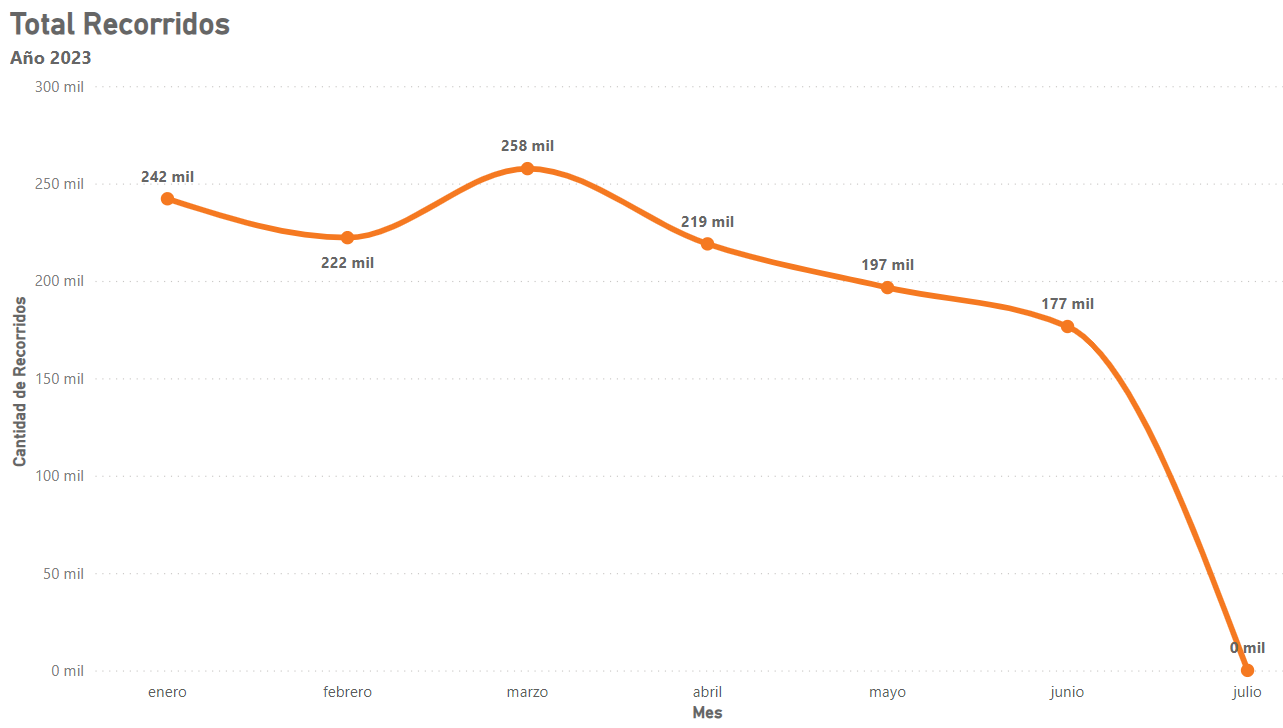 Total Recorridos
Año 2023
300 mil
250 mil
200 mil
150 mil
100 mil
50 mil
0 mil
Cantidad de Recorridos
242 mil
222 mil
258 mil
219 mil
197 mil
177 mil
0 mil
enero
febrero
marzo
abril
mayo
junio
julio
Mes